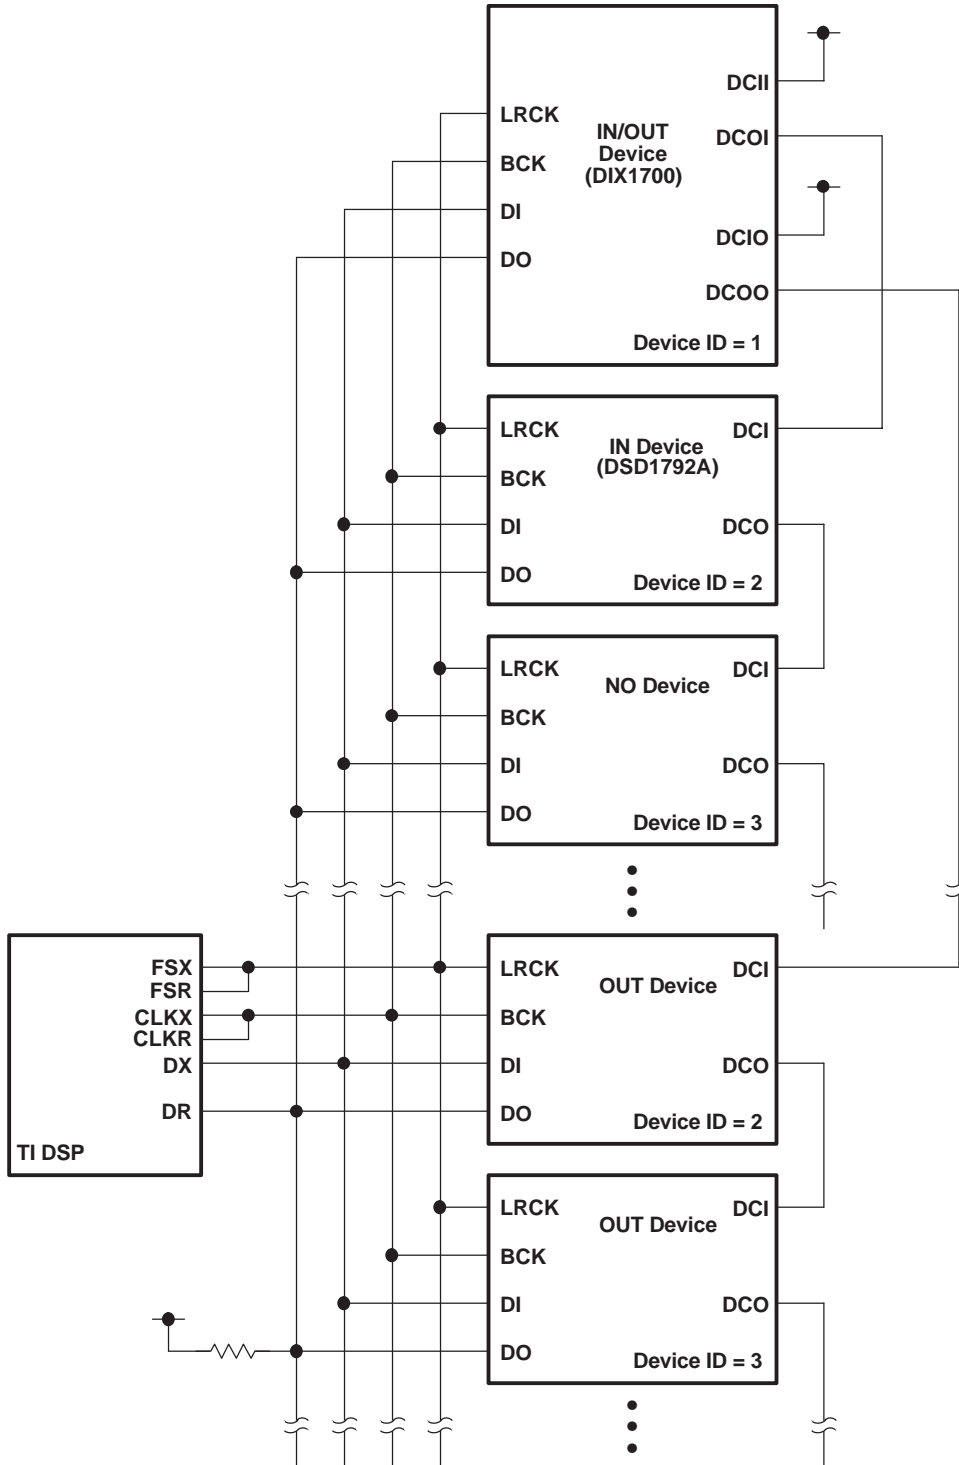 LRCK
BCK
DI
DO
IN/OUT
Device
(DIX1700)
DCII
DCOI
DCIO
DCOO
Device ID = 1
LRCK
BCK
DI
DO
IN Device
(DSD1792A)
DCI
DCO
Device ID = 2
LRCK
BCK
DI
DO
NO Device
DCI
DCO
Device ID = 3
FSX
FSR
CLKX
CLKR
DX
DR
TI DSP
LRCK
BCK
DI
DO
OUT Device
DCI
DCO
Device ID = 2
LRCK
BCK
DI
DO
OUT Device
DCI
DCO
Device ID = 3